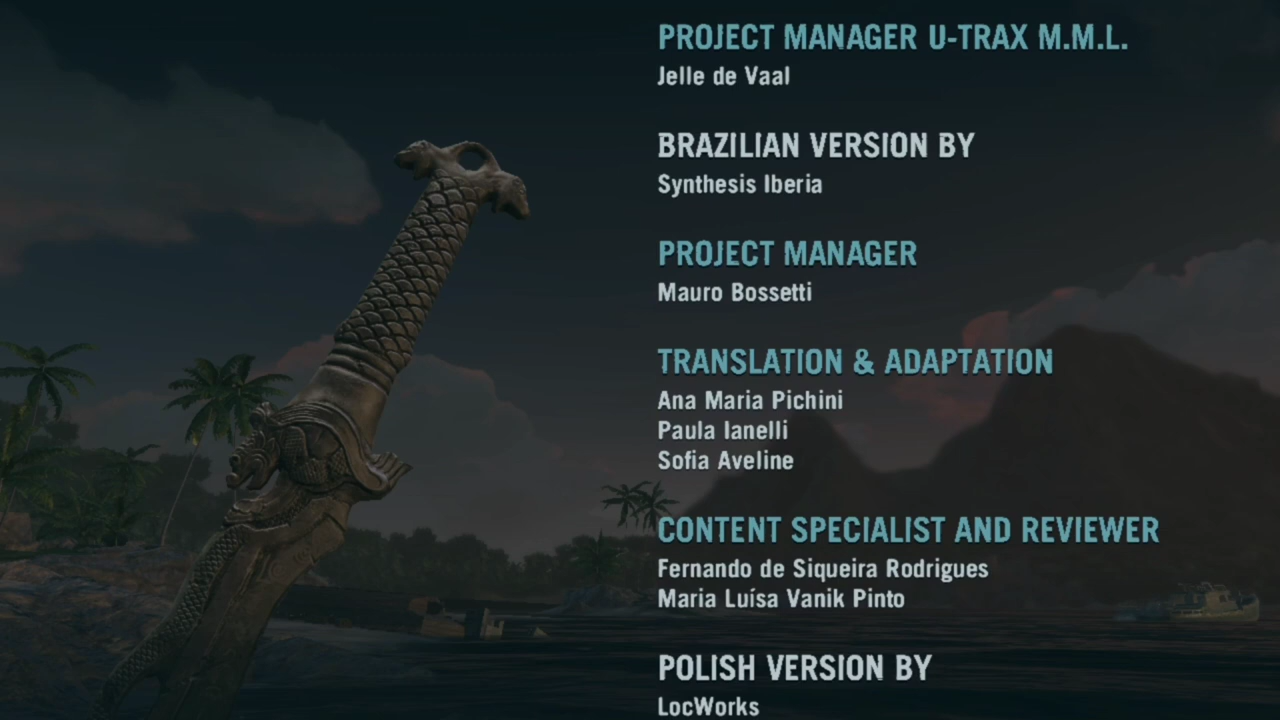 PROJECT MANAGER U-TRAX M.M.L.
Jelle de Vaal
BRAZILIAN VERSION BY
Synthesis Iberia
PROJECT MANAGER
Mauro Bossetti
TRANSLATION & ADAPTATION
Ana Maria Pichini
Paula Ianelli
Sofia Aveline
CONTENT SPECIALIST AND REVIEWER
Fernando de Siqueira Rodrigues
Maria Luísa Vanik Pinto
POLISH VERSION BY
LocWorks